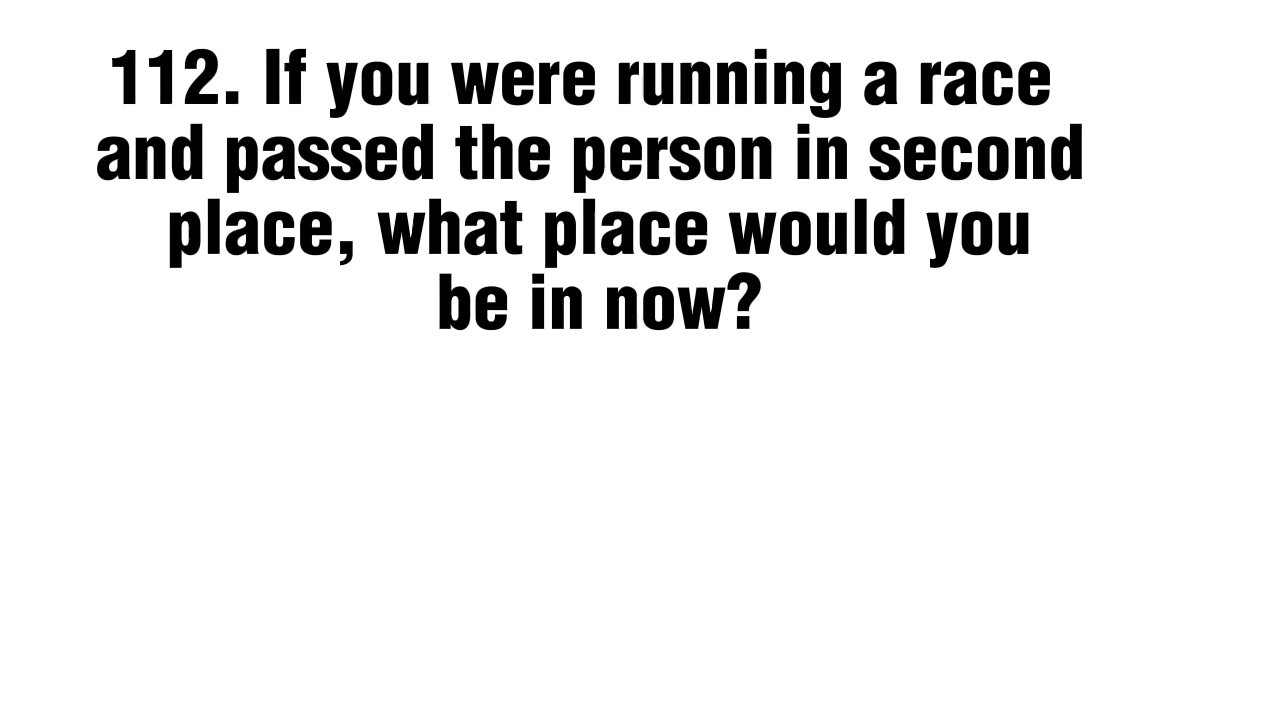 112. If you were running a race
and passed the person in second
place, what place would you
be in now?